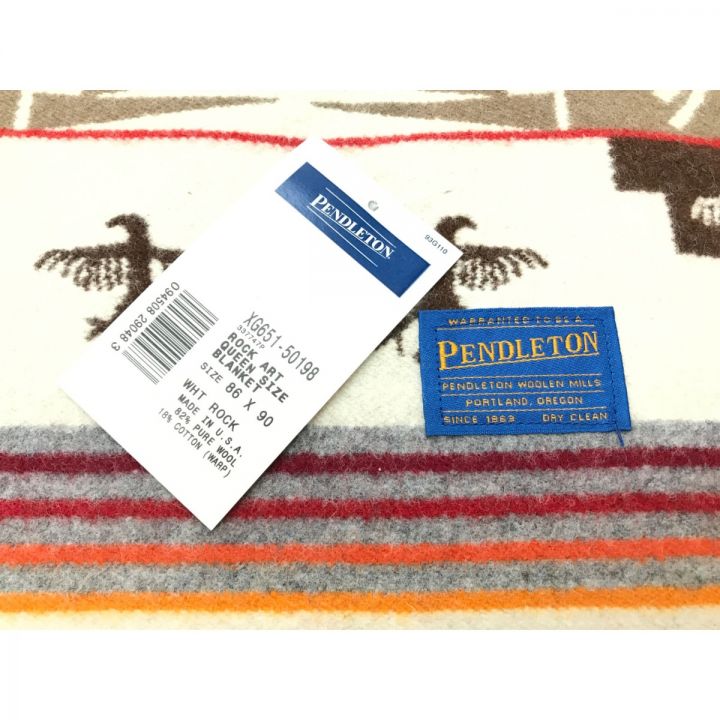 PENDLETON
93G110
XG651-50198
337747P
ROCK ART
QUEEN SIZE
BLANKET
SIZE 86 X 90
WHT ROCK
MADE IN U.S.A.
82% PURE WOOL
18% COTTON (WARP)
094508 29048 3
WARRANTED TO BE A
PENDLETON
PENDLETON WOOLEN MILLS
PORTLAND, OREGON
SINCE 1863 DRY CLEAN